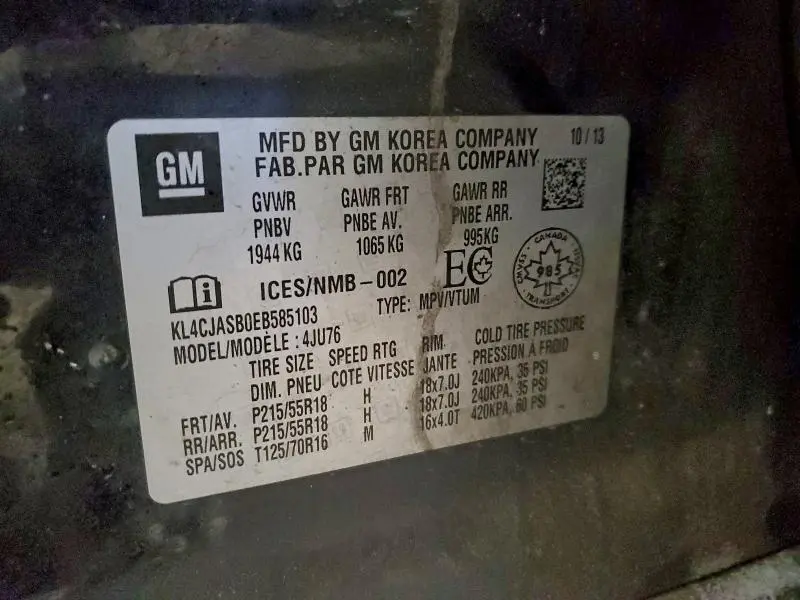 GM
MFD BY GM KOREA COMPANY 10/13
FAB.PAR GM KOREA COMPANY
GVWR GAWR FRT GAWR RR
PNBV PNBE AV. PNBE ARR.
1944 KG 1065 KG 995KG
ICES/NMB-002 EC
CANADA
985
TRANSPORT
KL4CJASB0EB585103 TYPE: MPV/VTUM
MODEL/MODÈLE : 4JU76
TIRE SIZE SPEED RTG RIM COLD TIRE PRESSURE
DIM. PNEU COTE VITESSE JANTE PRESSION À FROID
FRT/AV. P215/55R18 H 18x7.0J 240KPA, 35 PSI
RR/ARR. P215/55R18 H 18x7.0J 240KPA, 35 PSI
SPA/SOS T125/70R16 M 16x4.0T 420KPA, 60 PSI